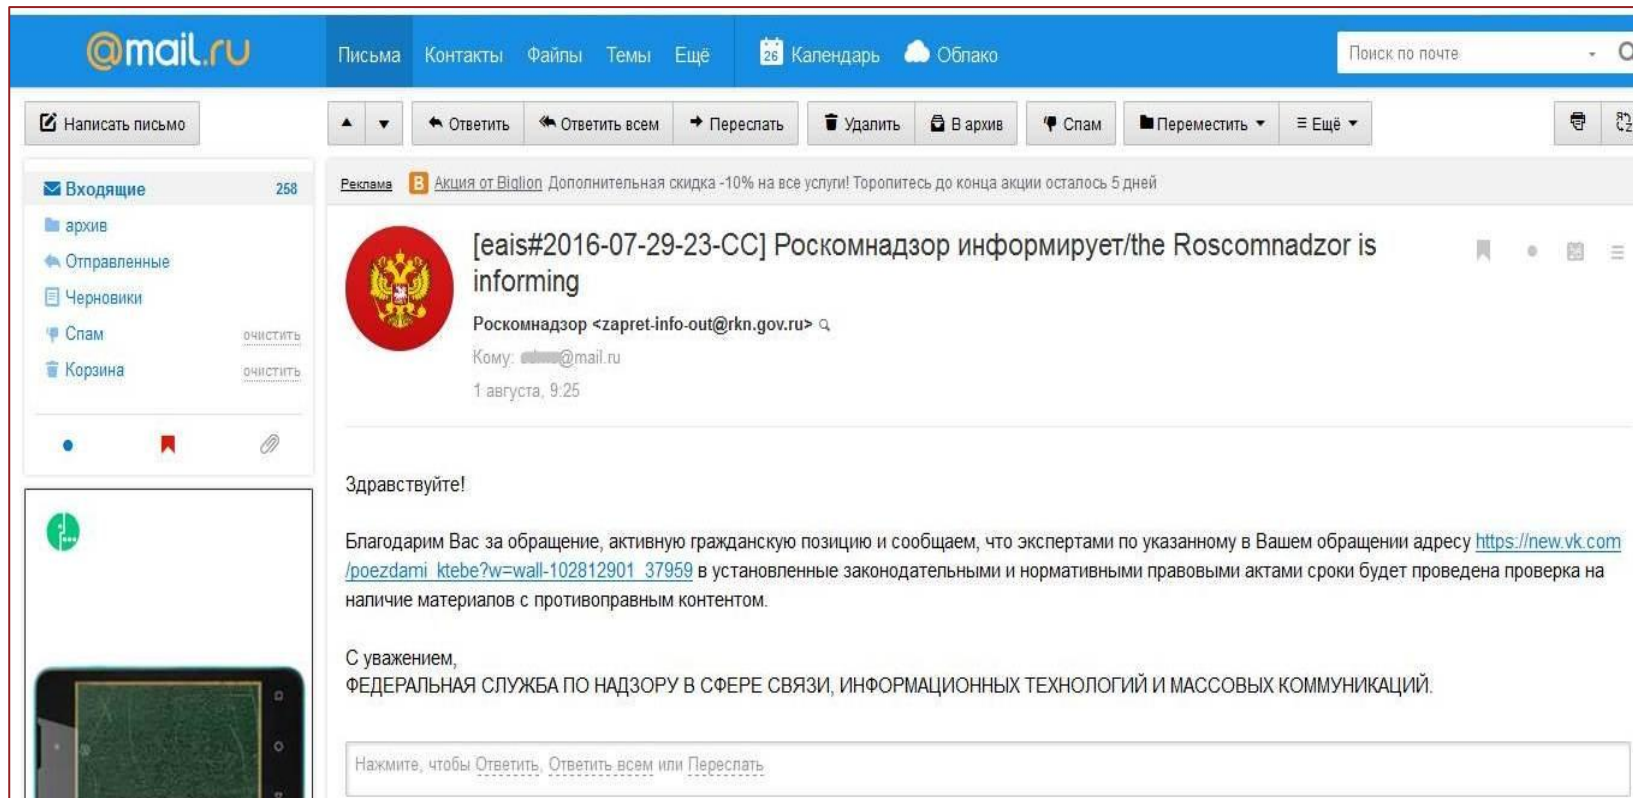 @mail.ru
Письма Контакты Файлы Темы Ещё 26 Календарь Облако
Поиск по почте
Написать письмо
Ответить Ответить всем Переслать Удалить В архив Спам Переместить Ещё
Входящие 258
архив
Отправленные
Черновики
Спам очистить
Корзина очистить
Реклама B Акция от Biglion Дополнительная скидка -10% на все услуги! Торопитесь до конца акции осталось 5 дней
[eais#2016-07-29-23-CC] Роскомнадзор информирует/the Roscomnadzor is
informing
Роскомнадзор <zapret-info-out@rkn.gov.ru>
Кому: @mail.ru
1 августа, 9:25
Здравствуйте!
Благодарим Вас за обращение, активную гражданскую позицию и сообщаем, что экспертами по указанному в Вашем обращении адресу https://new.vk.com
/poezdami_ktebe?w=wall-102812901_37959 в установленные законодательными и нормативными правовыми актами сроки будет проведена проверка на
наличие материалов с противоправным контентом.
С уважением,
ФЕДЕРАЛЬНАЯ СЛУЖБА ПО НАДЗОРУ В СФЕРЕ СВЯЗИ, ИНФОРМАЦИОННЫХ ТЕХНОЛОГИЙ И МАССОВЫХ КОММУНИКАЦИЙ.
Нажмите, чтобы Ответить, Ответить всем или Переслать